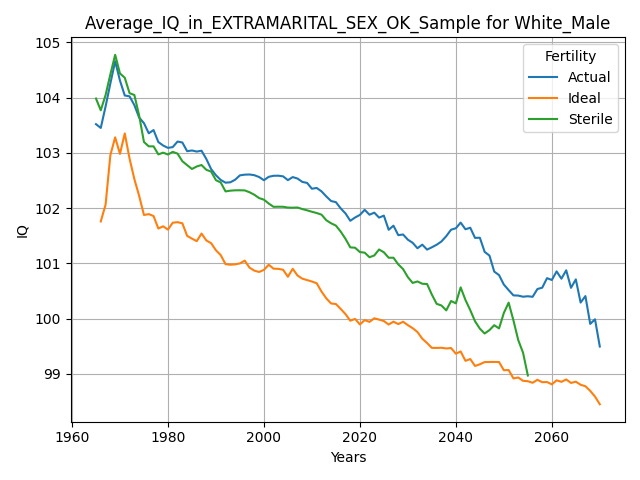 Average_IQ_in_EXTRAMARITAL_SEX_OK_Sample for White_Male
Fertility
Actual
Ideal
Sterile
105
104
103
102
101
100
99
IQ
1960
1980
2000
2020
2040
2060
Years